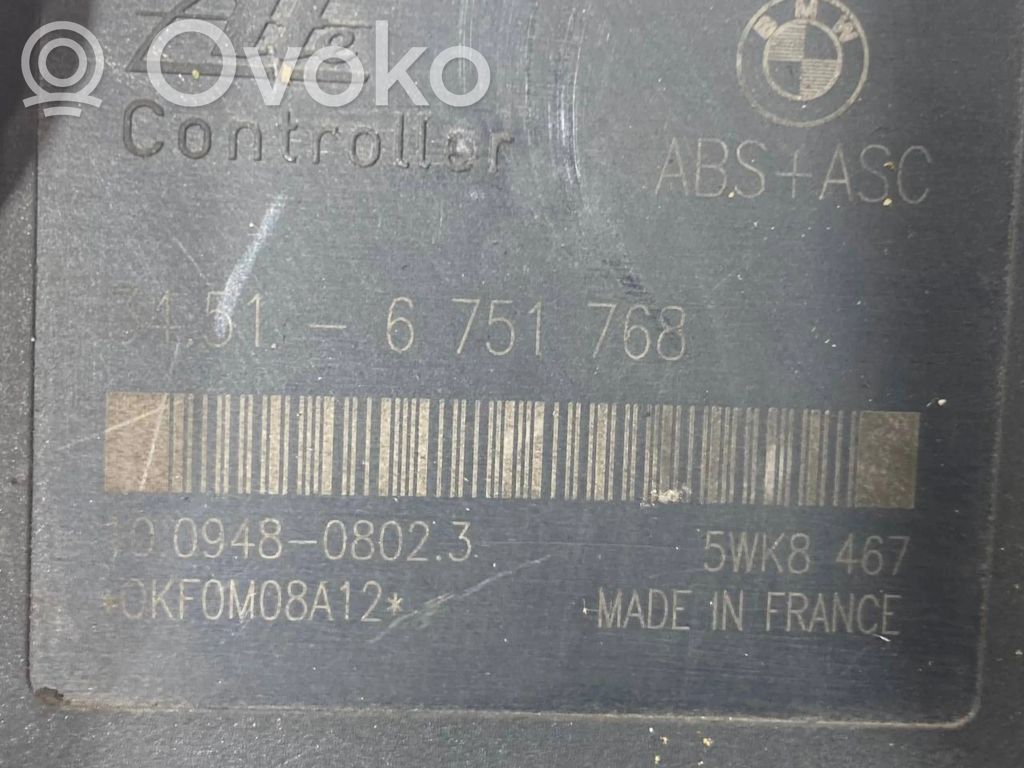 Ovoko
BMW
Controller
ABS+ASC
34.51. - 6 751 768
10 0948-0802.3
5WK8 467
*OKF0M08A12*
MADE IN FRANCE